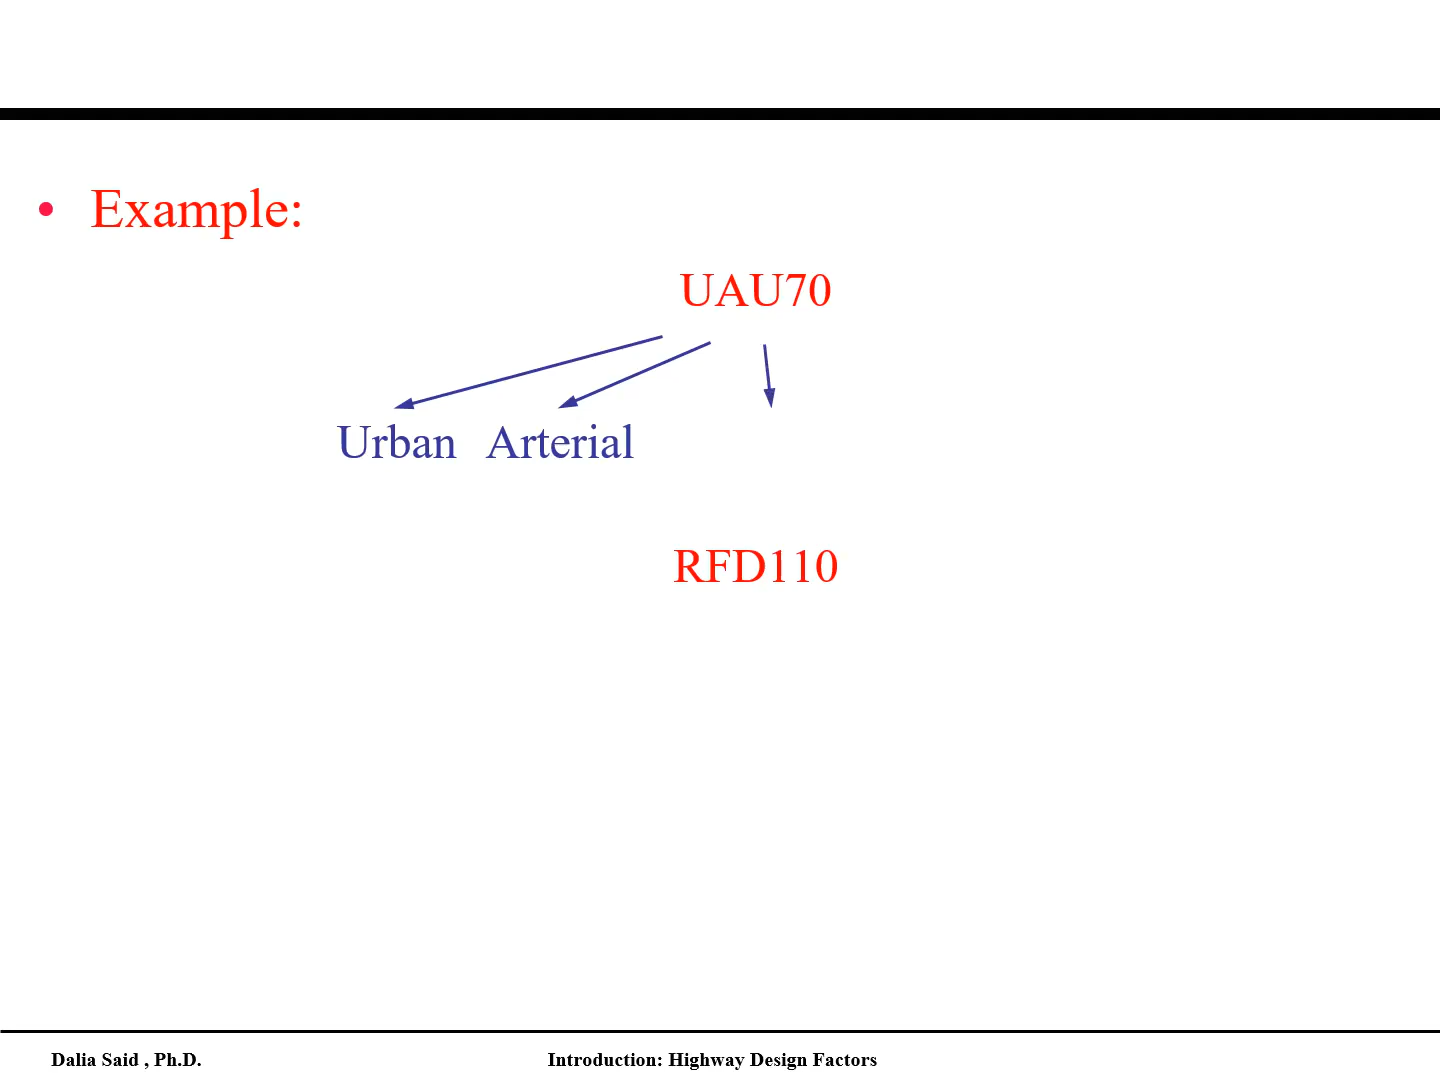 • Example:
UAU70
Urban Arterial
RFD110
Dalia Said , Ph.D. Introduction: Highway Design Factors